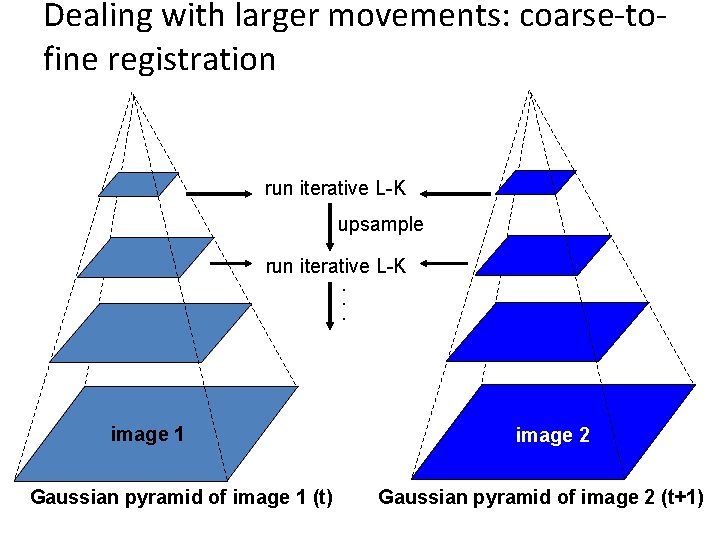 Dealing with larger movements: coarse-to-
fine registration
run iterative L-K
upsample
run iterative L-K
.
.
.
image 1
image 2
Gaussian pyramid of image 1 (t)
Gaussian pyramid of image 2 (t+1)